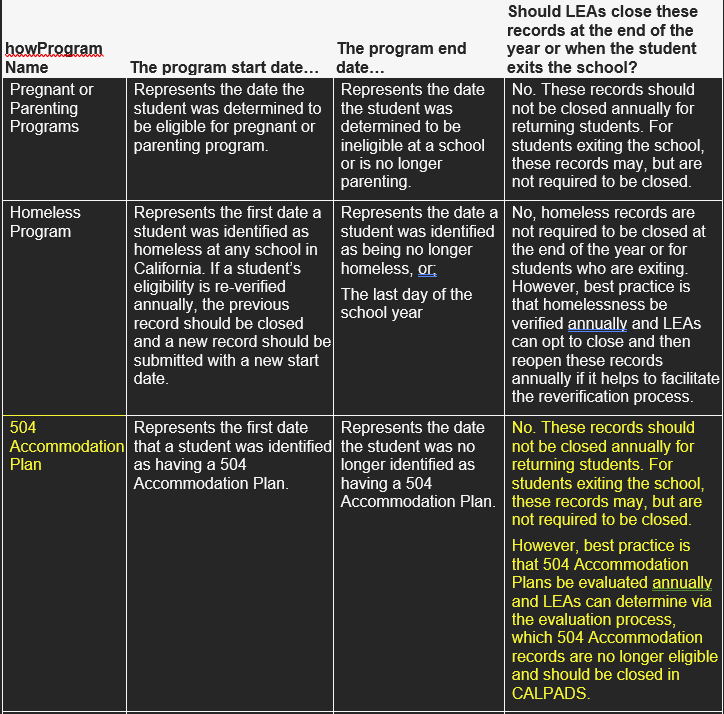 howProgram
Name
The program start date…
The program end
date…
Should LEAs close these
records at the end of the
year or when the student
exits the school?
Pregnant or
Parenting
Programs
Represents the date the
student was determined to
be eligible for pregnant or
parenting program.
Represents the date
the student was
determined to be
ineligible at a school
or is no longer
parenting.
No. These records should
not be closed annually for
returning students. For
students exiting the school,
these records may, but are
not required to be closed.
Homeless
Program
Represents the first date a
student was identified as
homeless at any school in
California. If a student’s
eligibility is re-verified
annually, the previous
record should be closed
and a new record should be
submitted with a new start
date.
Represents the date a
student was identified
as being no longer
homeless, or;
The last day of the
school year
No, homeless records are
not required to be closed at
the end of the year or for
students who are exiting.
However, best practice is
that homelessness be
verified annually and LEAs
can opt to close and then
reopen these records
annually if it helps to facilitate
the reverification process.
504
Accommodation
Plan
Represents the first date
that a student was identified
as having a 504
Accommodation Plan.
Represents the date
the student was no
longer identified as
having a 504
Accommodation Plan.
No. These records should
not be closed annually for
returning students. For
students exiting the school,
these records may, but are
not required to be closed.
However, best practice is
that 504 Accommodation
Plans be evaluated annually
and LEAs can determine via
the evaluation process,
which 504 Accommodation
records are no longer eligible
and should be closed in
CALPADS.